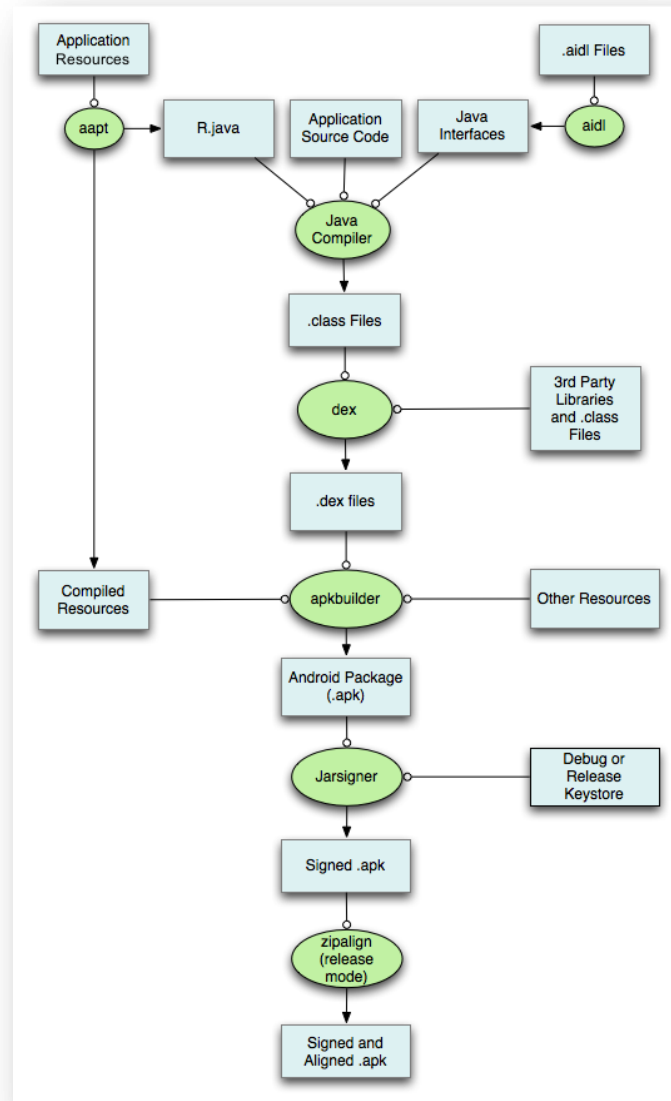 Application
Resources
.aidl Files
aapt
R.java
Application
Source Code
Java
Interfaces
aidl
Java
Compiler
.class Files
dex
3rd Party
Libraries
and .class
Files
.dex files
Compiled
Resources
apkbuilder
Other Resources
Android Package
(.apk)
Jarsigner
Debug or
Release
Keystore
Signed .apk
zipalign
(release
mode)
Signed and
Aligned .apk